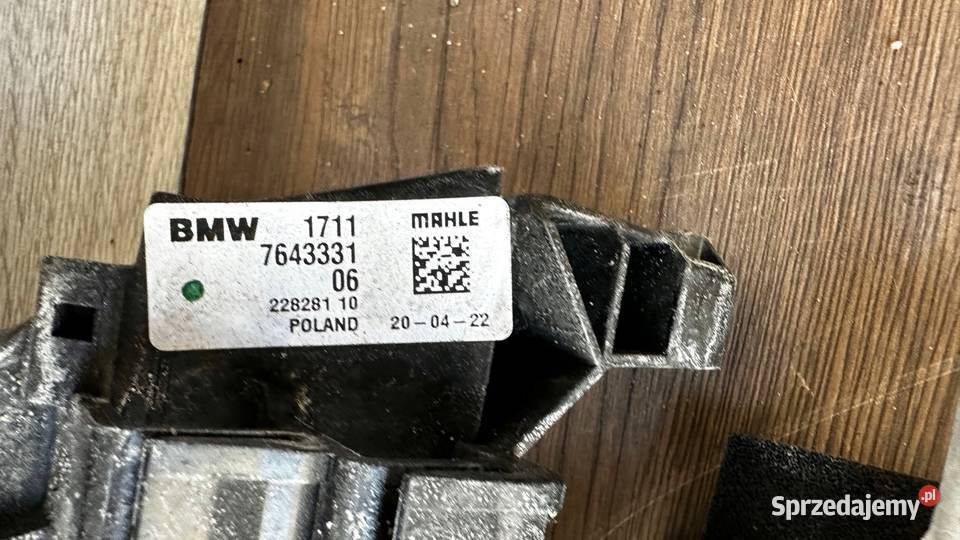 BMW 1711 MAHLE
7643331
06
228281 10
POLAND 20-04-22
Sprzedajemy.pl